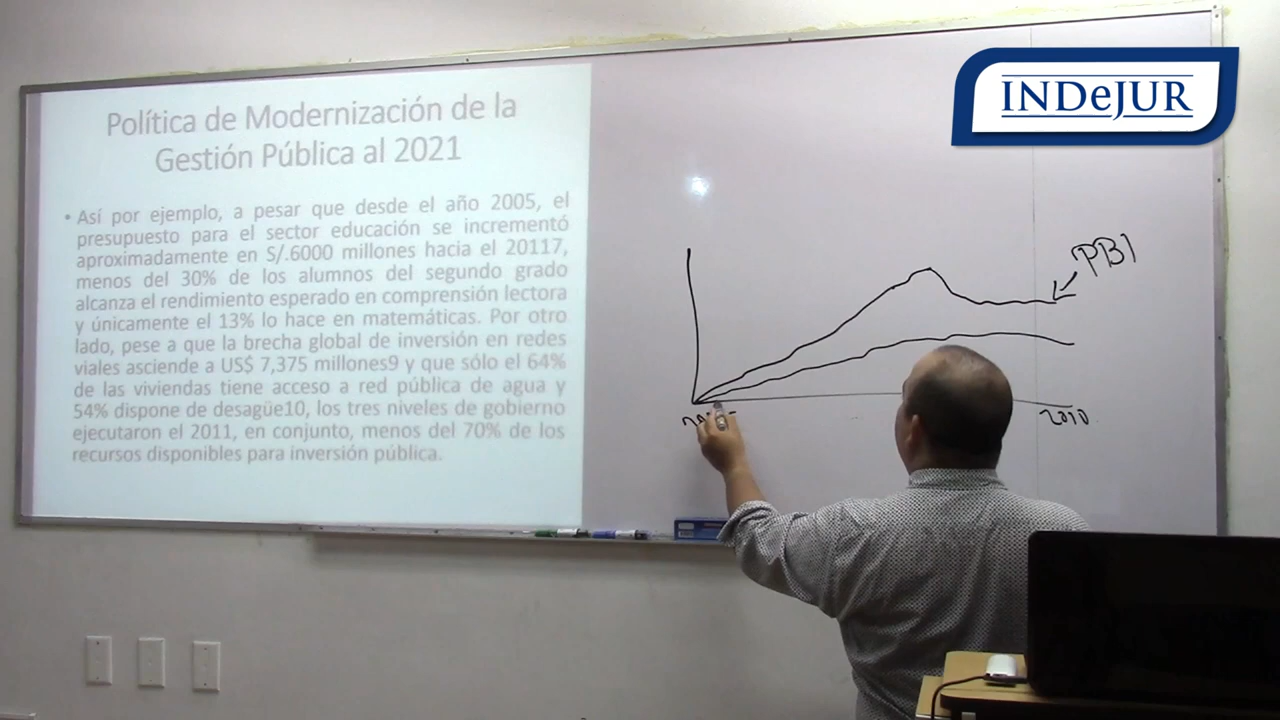 Política de Modernización de la
Gestión Pública al 2021
• Así por ejemplo, a pesar que desde el año 2005, el
presupuesto para el sector educación se incrementó
aproximadamente en S/.6000 millones hacia el 20117,
menos del 30% de los alumnos del segundo grado
alcanza el rendimiento esperado en comprensión lectora
y únicamente el 13% lo hace en matemáticas. Por otro
lado, pese a que la brecha global de inversión en redes
viales asciende a US$ 7,375 millones9 y que sólo el 64%
de las viviendas tiene acceso a red pública de agua y
54% dispone de desagüe10, los tres niveles de gobierno
ejecutaron el 2011, en conjunto, menos del 70% de los
recursos disponibles para inversión pública.
INDeJUR
PBI
2010